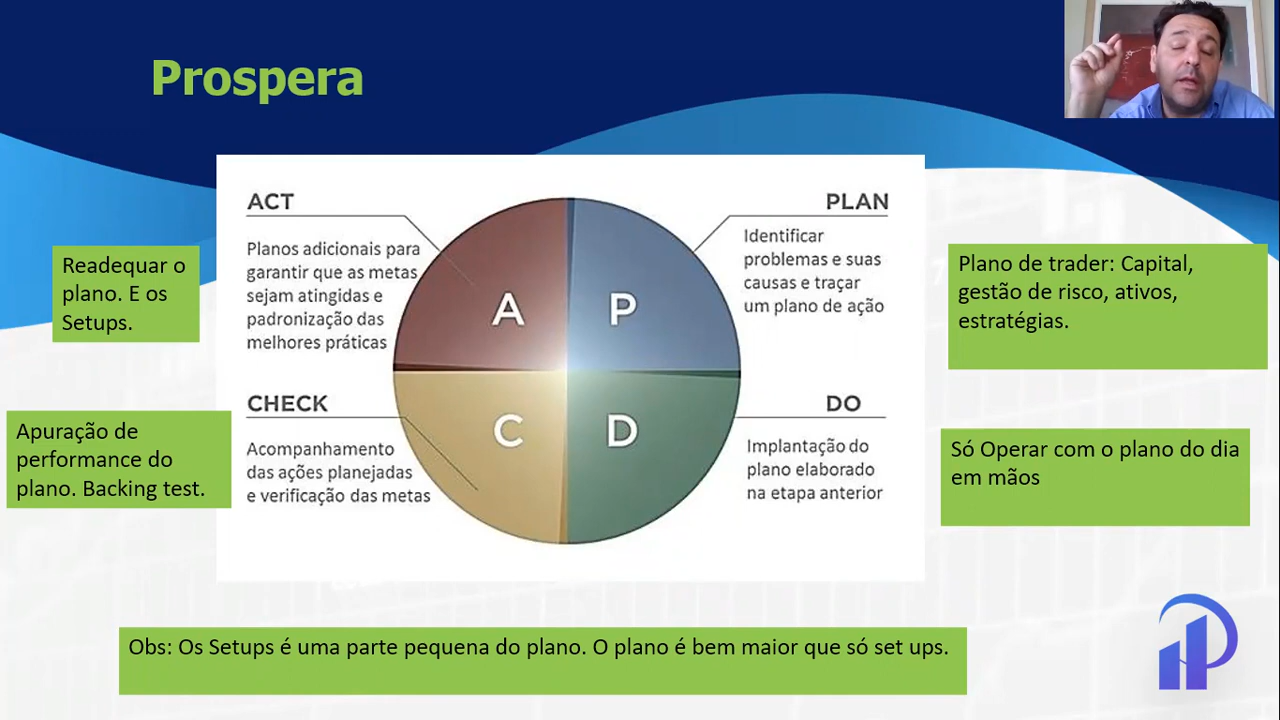 Prospera
ACT
Planos adicionais para
garantir que as metas
sejam atingidas e
padronização das
melhores práticas
PLAN
Identificar
problemas e suas
causas e traçar
um plano de ação
Readequar o
plano. E os
Setups.
Plano de trader: Capital,
gestão de risco, ativos,
estratégias.
A
P
C
D
CHECK
Acompanhamento
das ações planejadas
e verificação das metas
DO
Implantação do
plano elaborado
na etapa anterior
Apuração de
performance do
plano. Backing test.
Só Operar com o plano do dia
em mãos
Obs: Os Setups é uma parte pequena do plano. O plano é bem maior que só set ups.